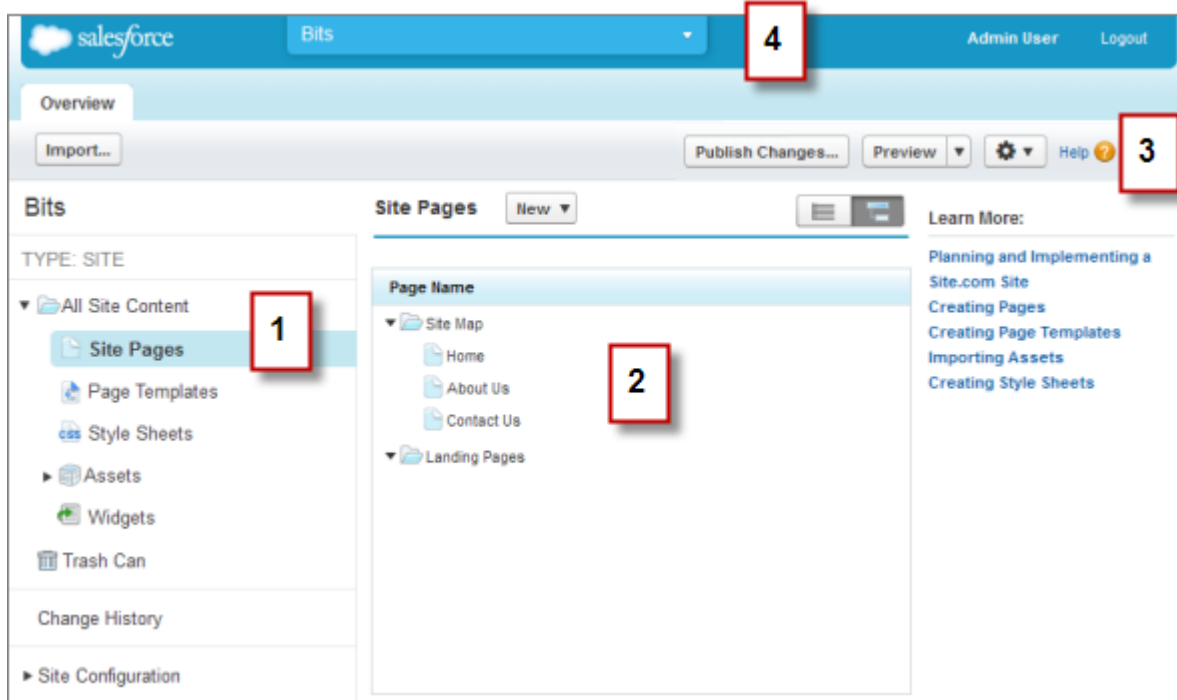 salesforce
Bits
4
Admin User
Logout
Overview
Import...
Publish Changes...
Preview
Help ?
3
Bits
TYPE: SITE
All Site Content
1
Site Pages
Page Templates
css Style Sheets
Assets
Widgets
Trash Can
Change History
Site Configuration
Site Pages
New
Page Name
Site Map
Home
2
About Us
Contact Us
Landing Pages
Learn More:
Planning and Implementing a
Site.com Site
Creating Pages
Creating Page Templates
Importing Assets
Creating Style Sheets